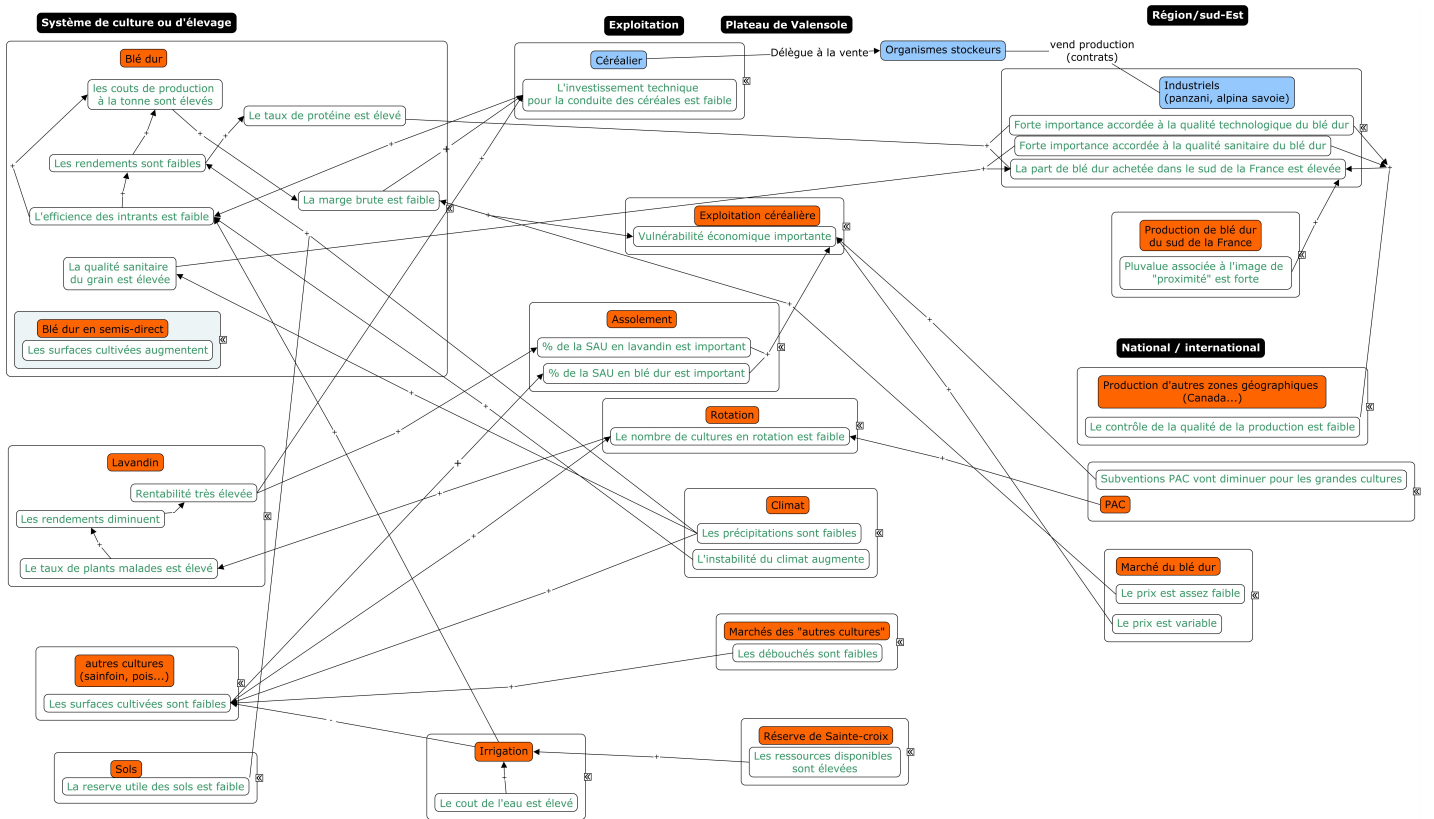 Système de culture ou d'élevage
Exploitation
Plateau de Valensole
Région/sud-Est
Blé dur
les couts de production
à la tonne sont élevés
Le taux de protéine est élevé
Les rendements sont faibles
La marge brute est faible
L'efficience des intrants est faible
La qualité sanitaire
du grain est élevée
Blé dur en semis-direct
Les surfaces cultivées augmentent
Céréalier
L'investissement technique
pour la conduite des céréales est faible
Délègue à la vente
Organismes stockeurs
vend production
(contrats)
Industriels
(panzani, alpina savoie)
Forte importance accordée à la qualité technologique du blé dur
Forte importance accordée à la qualité sanitaire du blé dur
La part de blé dur achetée dans le sud de la France est élevée
Exploitation céréalière
Vulnérabilité économique importante
Production de blé dur
du sud de la France
Pluvalue associée à l'image de
"proximité" est forte
Assolement
% de la SAU en lavandin est important
% de la SAU en blé dur est important
National / international
Production d'autres zones géographiques
(Canada...)
Le contrôle de la qualité de la production est faible
Rotation
Le nombre de cultures en rotation est faible
Lavandin
Rentabilité très élevée
Les rendements diminuent
Le taux de plants malades est élevé
Subventions PAC vont diminuer pour les grandes cultures
PAC
Climat
Les précipitations sont faibles
L'instabilité du climat augmente
Marché du blé dur
Le prix est assez faible
Le prix est variable
Marchés des "autres cultures"
Les débouchés sont faibles
autres cultures
(sainfoin, pois...)
Les surfaces cultivées sont faibles
Réserve de Sainte-croix
Les ressources disponibles
sont élevées
Irrigation
Le cout de l'eau est élevé
Sols
La reserve utile des sols est faible